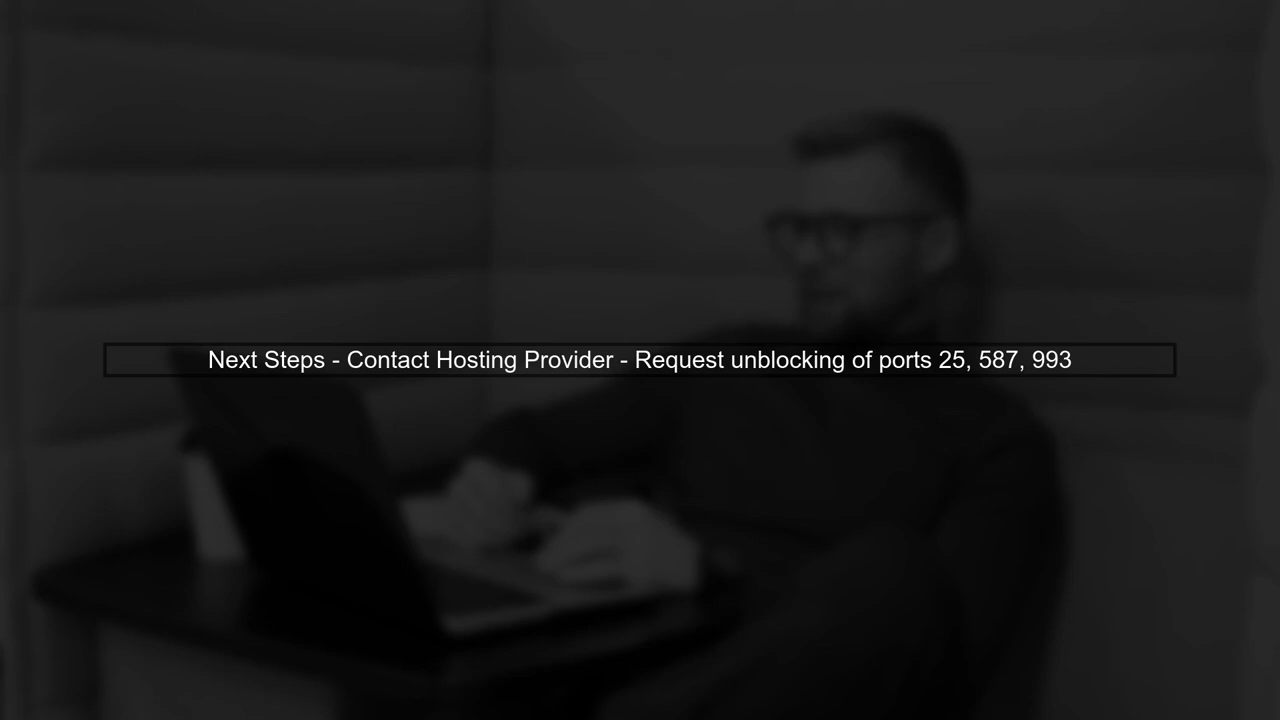 Next Steps - Contact Hosting Provider - Request unblocking of ports 25, 587, 993